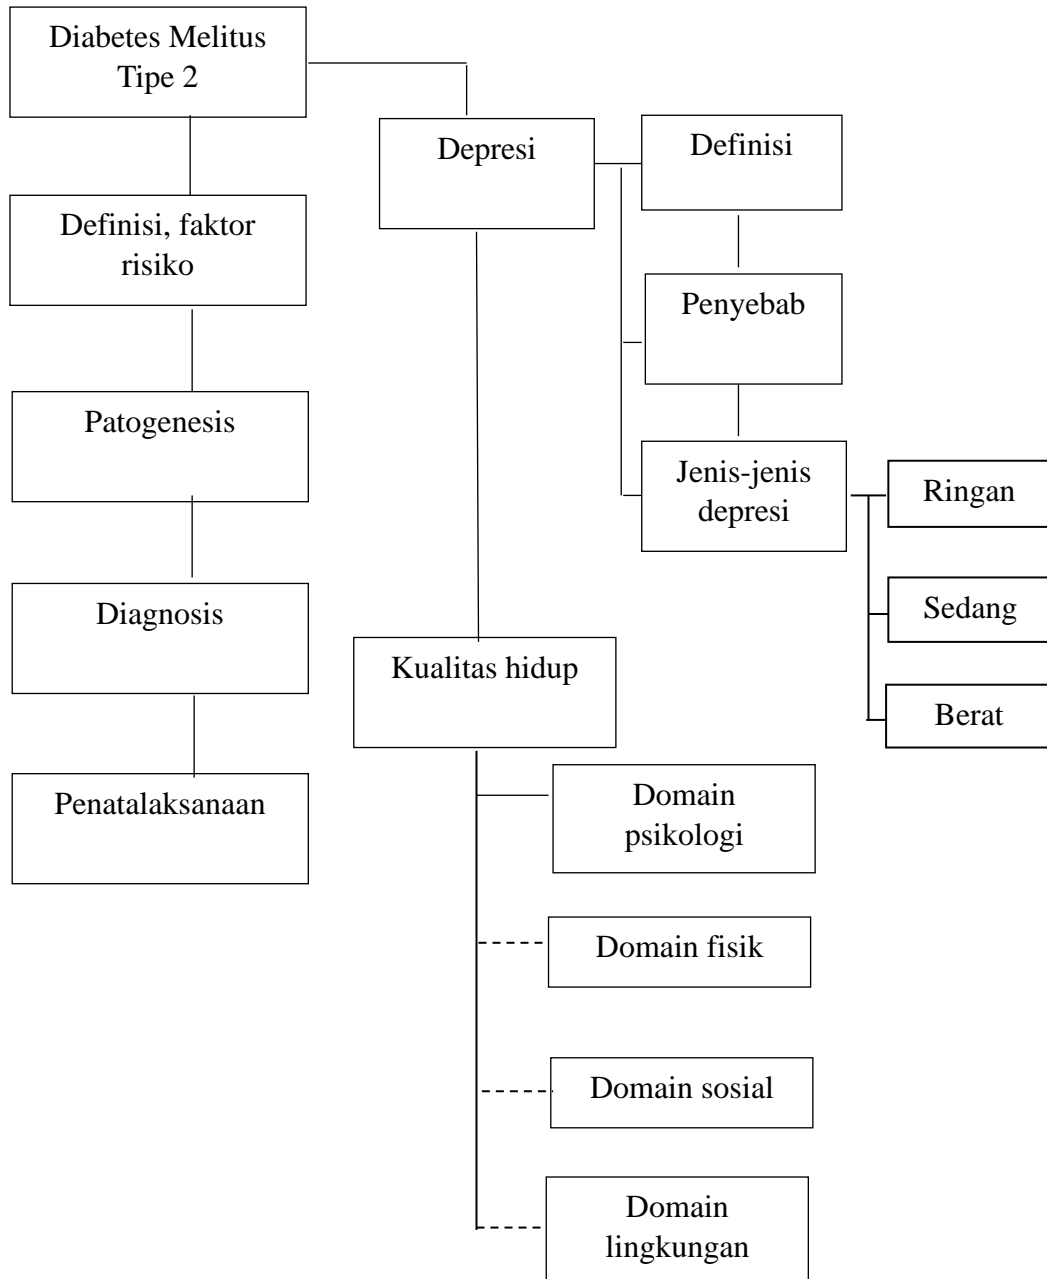 Diabetes Melitus
Tipe 2
Depresi
Definisi
Definisi, faktor
risiko
Penyebab
Patogenesis
Jenis-jenis
depresi
Ringan
Sedang
Berat
Diagnosis
Kualitas hidup
Penatalaksanaan
Domain
psikologi
Domain fisik
Domain sosial
Domain
lingkungan